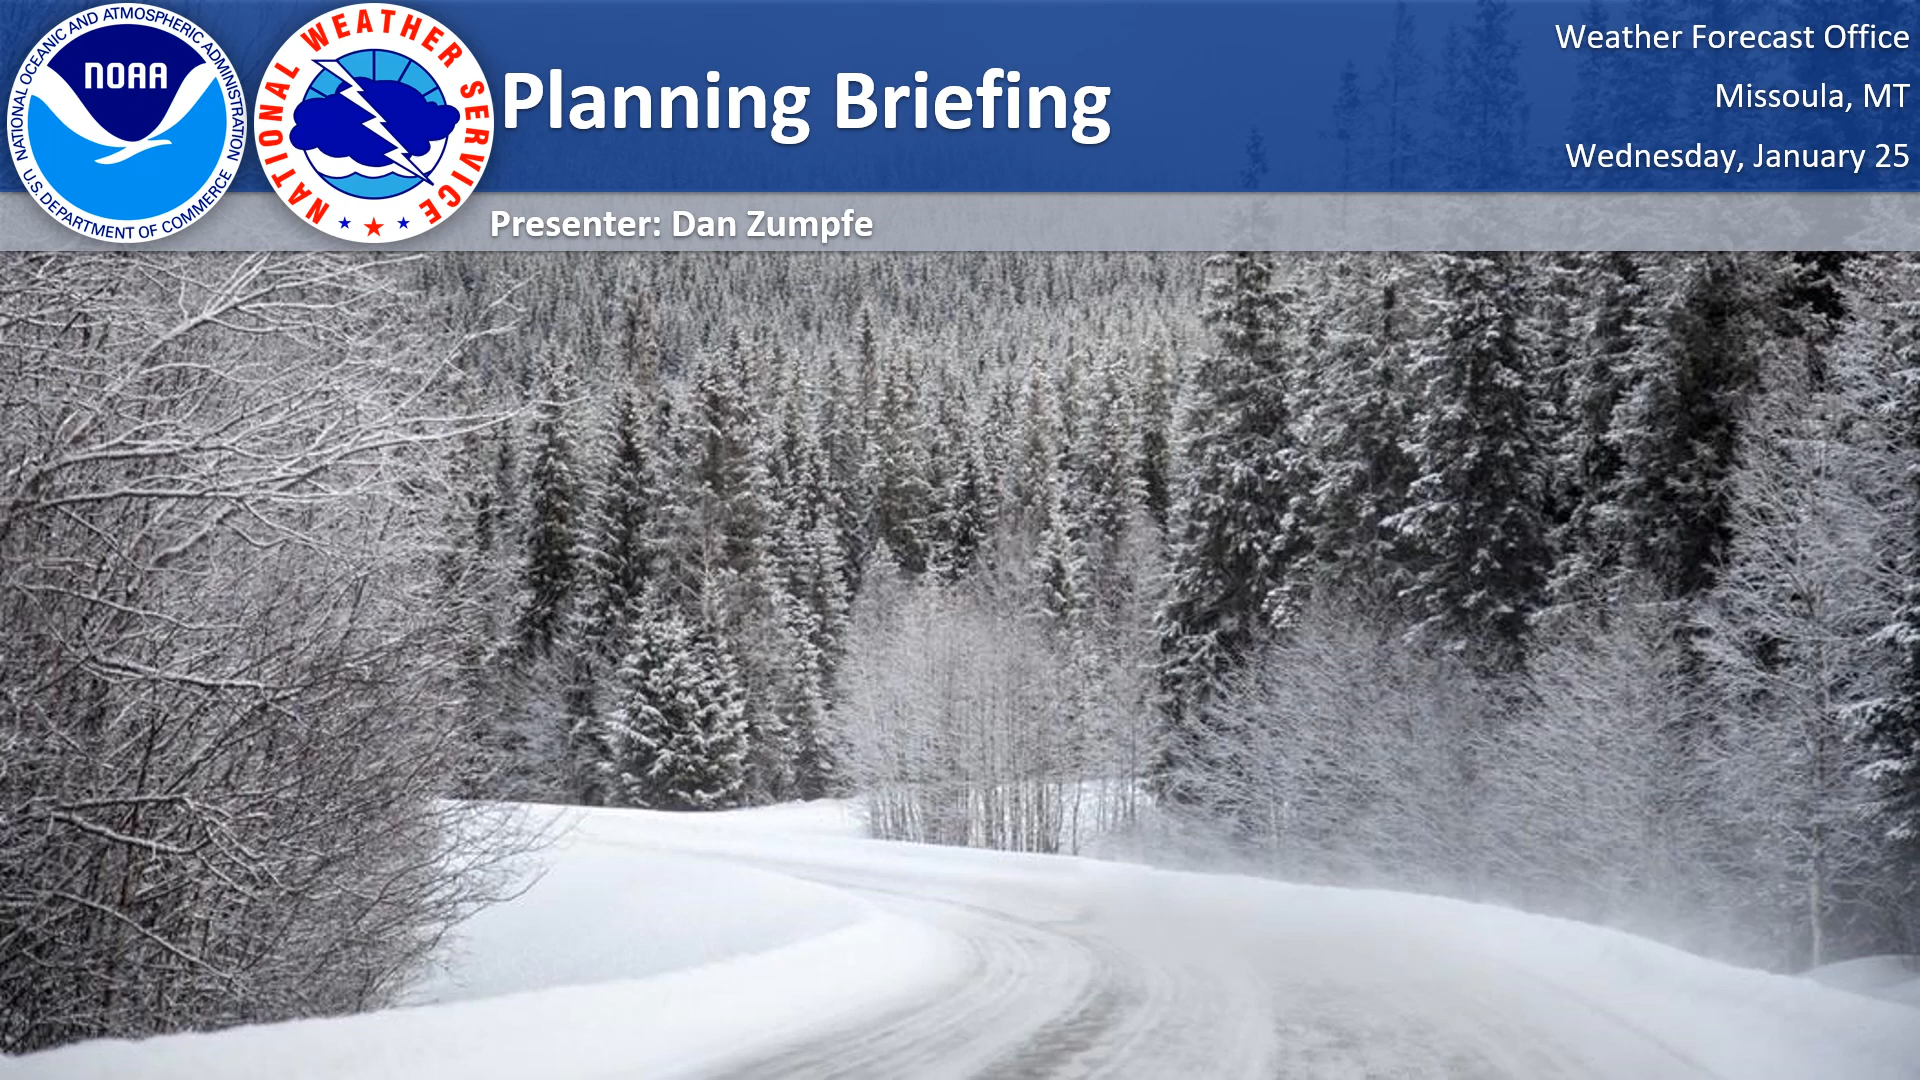 NATIONAL OCEANIC AND ATMOSPHERIC ADMINISTRATION
NOAA
U.S. DEPARTMENT OF COMMERCE
NATIONAL WEATHER SERVICE
Planning Briefing
Presenter: Dan Zumpfe
Weather Forecast Office
Missoula, MT
Wednesday, January 25